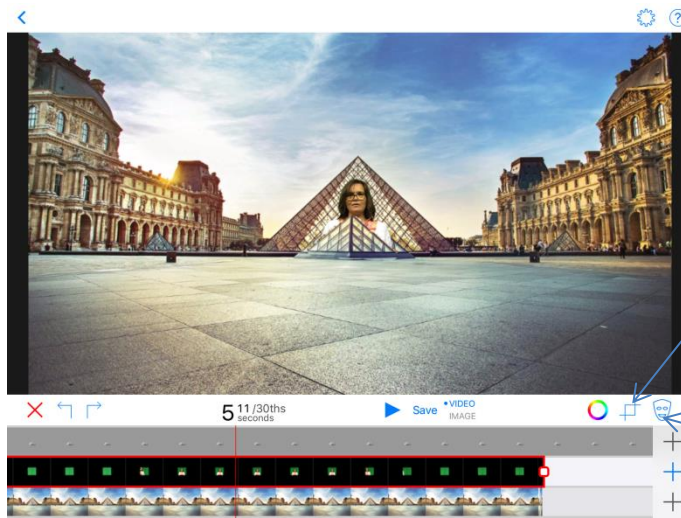 ?
5 11/30ths
seconds
Save
•VIDEO
IMAGE